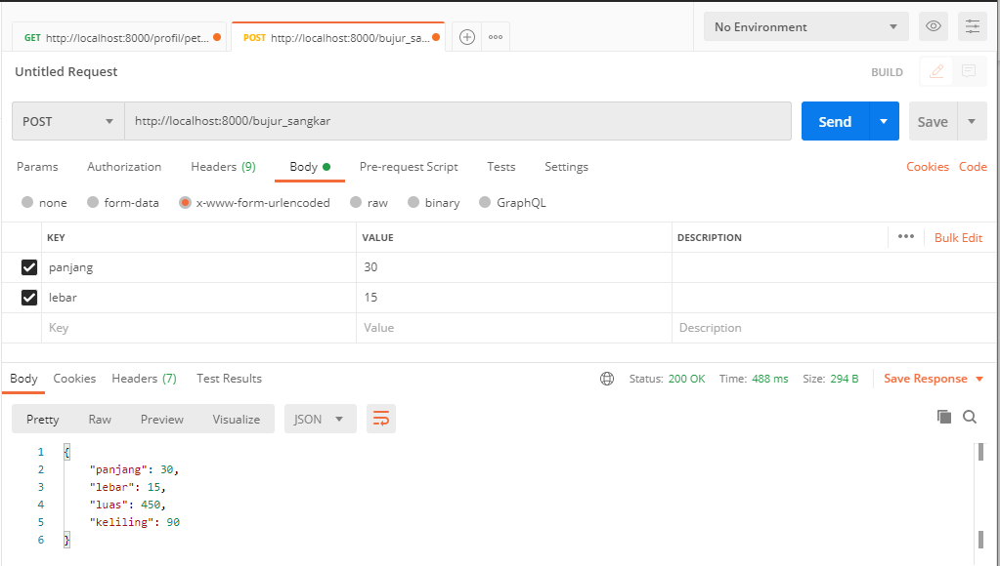 GET http://localhost:8000/profil/pet... POST http://localhost:8000/bujur_sa... No Environment
Untitled Request BUILD
POST http://localhost:8000/bujur_sangkar Send Save
Params Authorization Headers (9) Body Pre-request Script Tests Settings Cookies Code
none form-data x-www-form-urlencoded raw binary GraphQL
KEY VALUE DESCRIPTION ••• Bulk Edit
panjang 30
lebar 15
Key Value Description
Body Cookies Headers (7) Test Results Status: 200 OK Time: 488 ms Size: 294 B Save Response
Pretty Raw Preview Visualize JSON
1 {
2 "panjang": 30,
3 "lebar": 15,
4 "luas": 450,
5 "keliling": 90
6 }